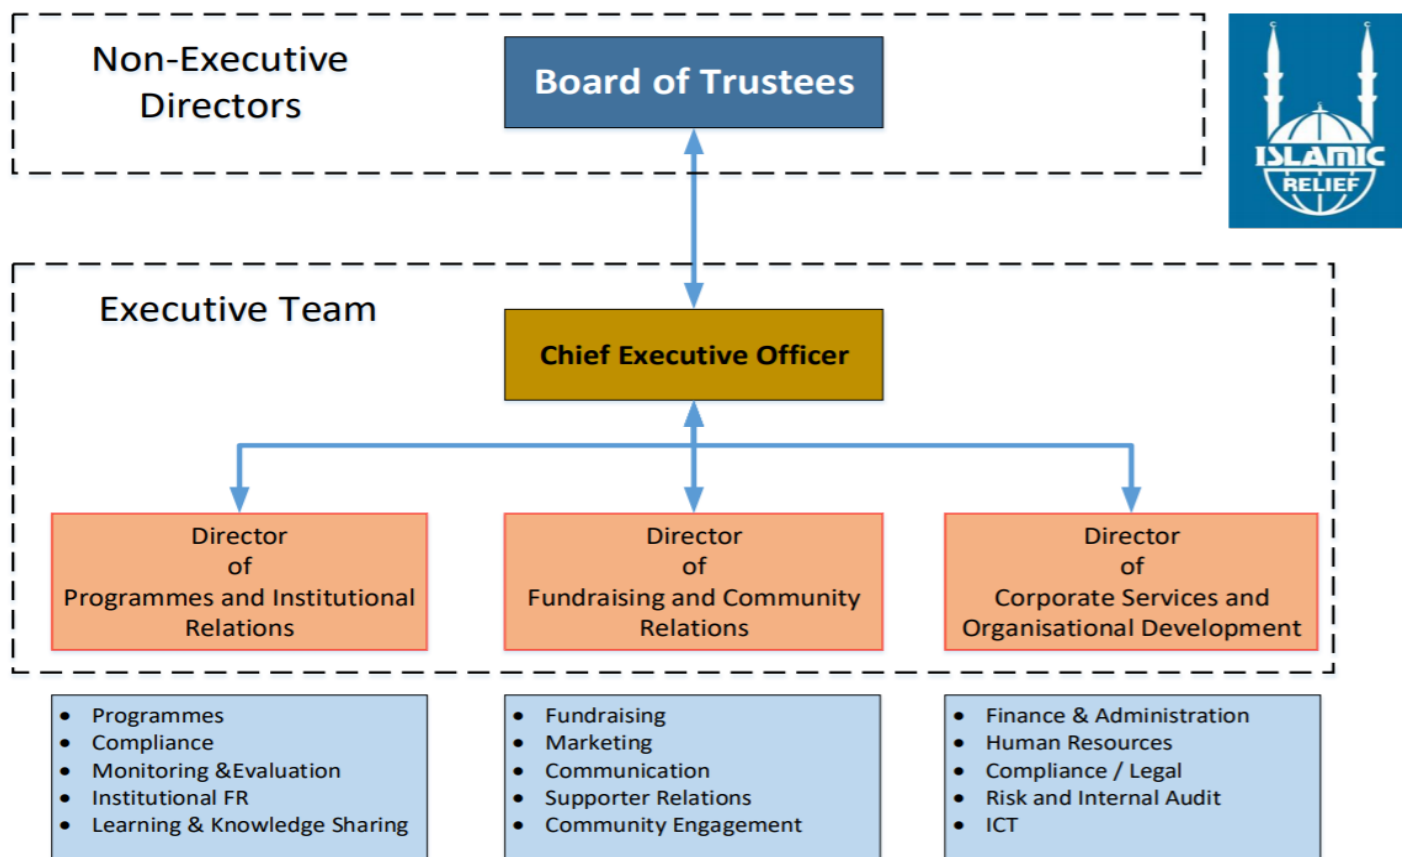 Non-Executive
Directors
Board of Trustees
ISLAMIC
RELIEF
Executive Team
Chief Executive Officer
Director
of
Programmes and Institutional
Relations
Director
of
Fundraising and Community
Relations
Director
of
Corporate Services and
Organisational Development
• Programmes
• Compliance
• Monitoring &Evaluation
• Institutional FR
• Learning & Knowledge Sharing
• Fundraising
• Marketing
• Communication
• Supporter Relations
• Community Engagement
• Finance & Administration
• Human Resources
• Compliance / Legal
• Risk and Internal Audit
• ICT